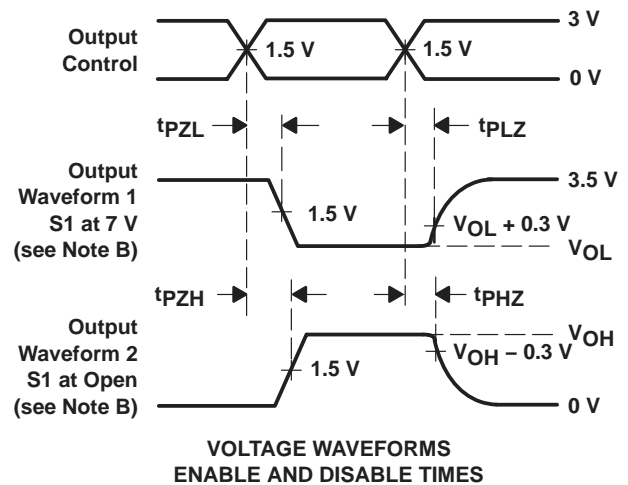 Output
Control
3 V
1.5 V
1.5 V
0 V
tPZL
tPLZ
Output
Waveform 1
S1 at 7 V
(see Note B)
3.5 V
1.5 V
VOL + 0.3 V
VOL
tPZH
tPHZ
Output
Waveform 2
S1 at Open
(see Note B)
VOH
VOH – 0.3 V
1.5 V
0 V
VOLTAGE WAVEFORMS
ENABLE AND DISABLE TIMES